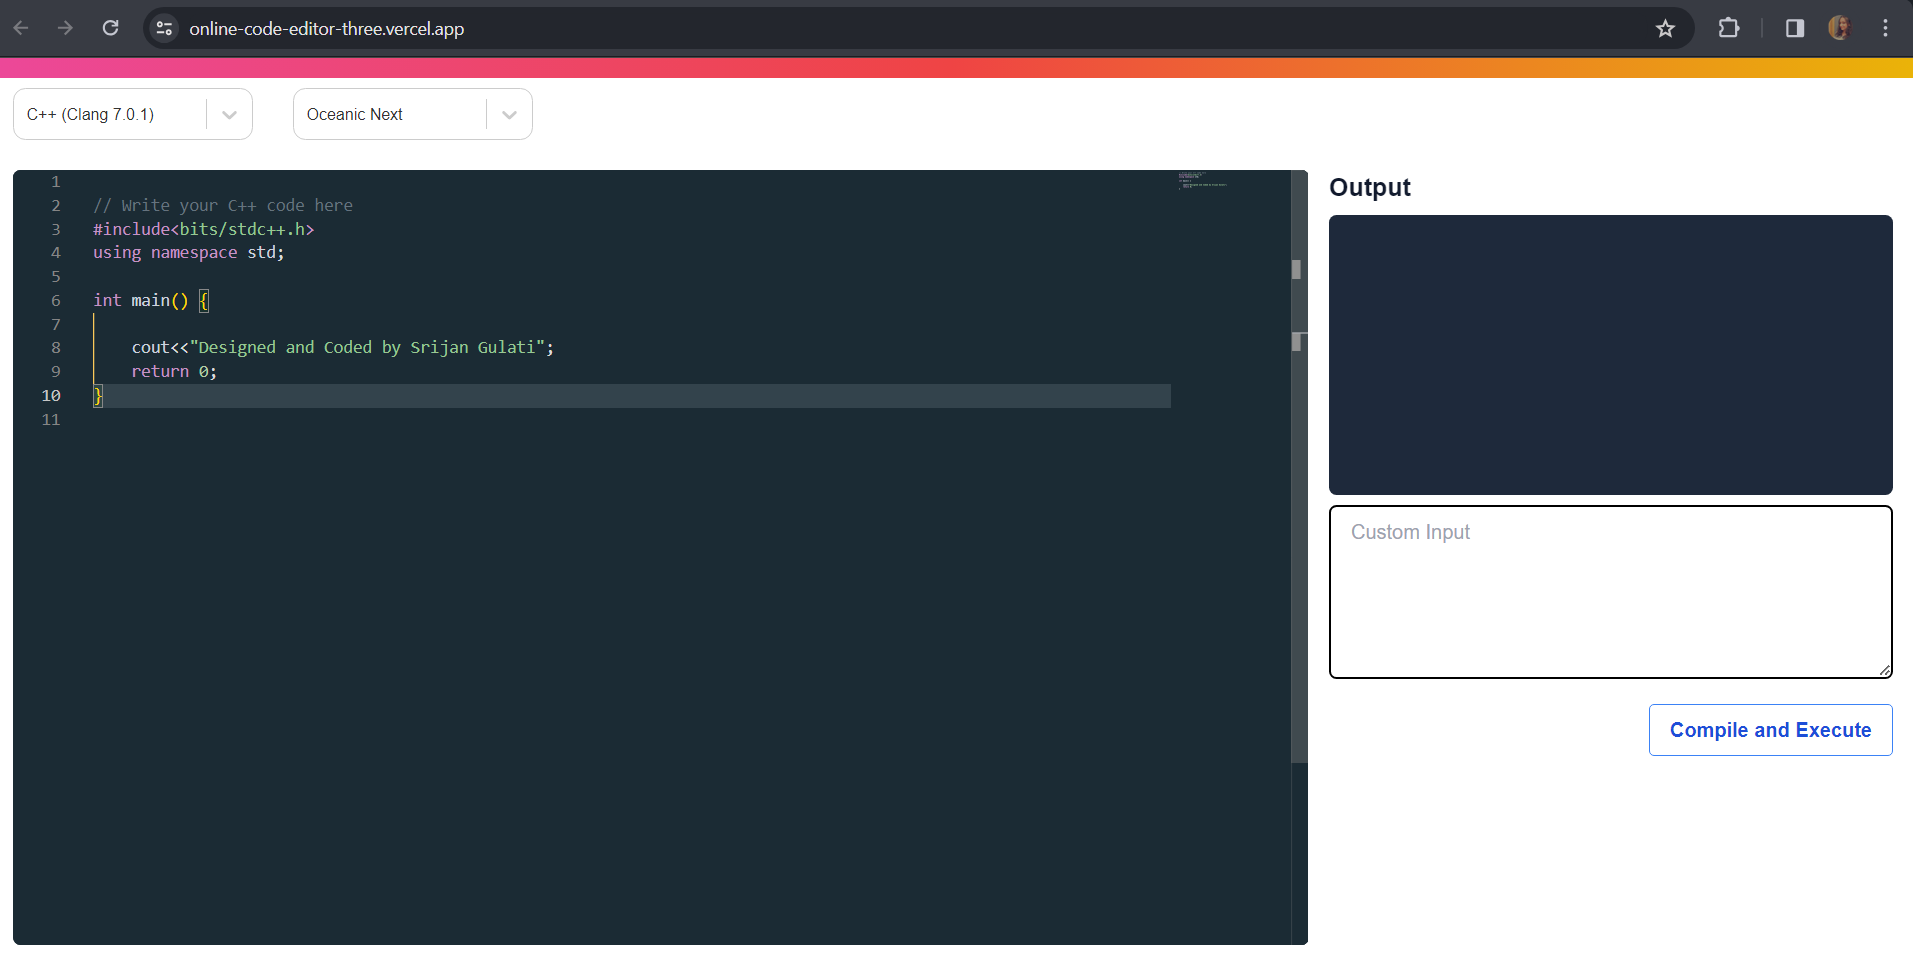 online-code-editor-three.vercel.app
C++ (Clang 7.0.1)
Oceanic Next
1
2 // Write your C++ code here
3 #include<bits/stdc++.h>
4 using namespace std;
5
6 int main() {
7
8 cout<<"Designed and Coded by Srijan Gulati";
9 return 0;
10 }
11
Output
Custom Input
Compile and Execute